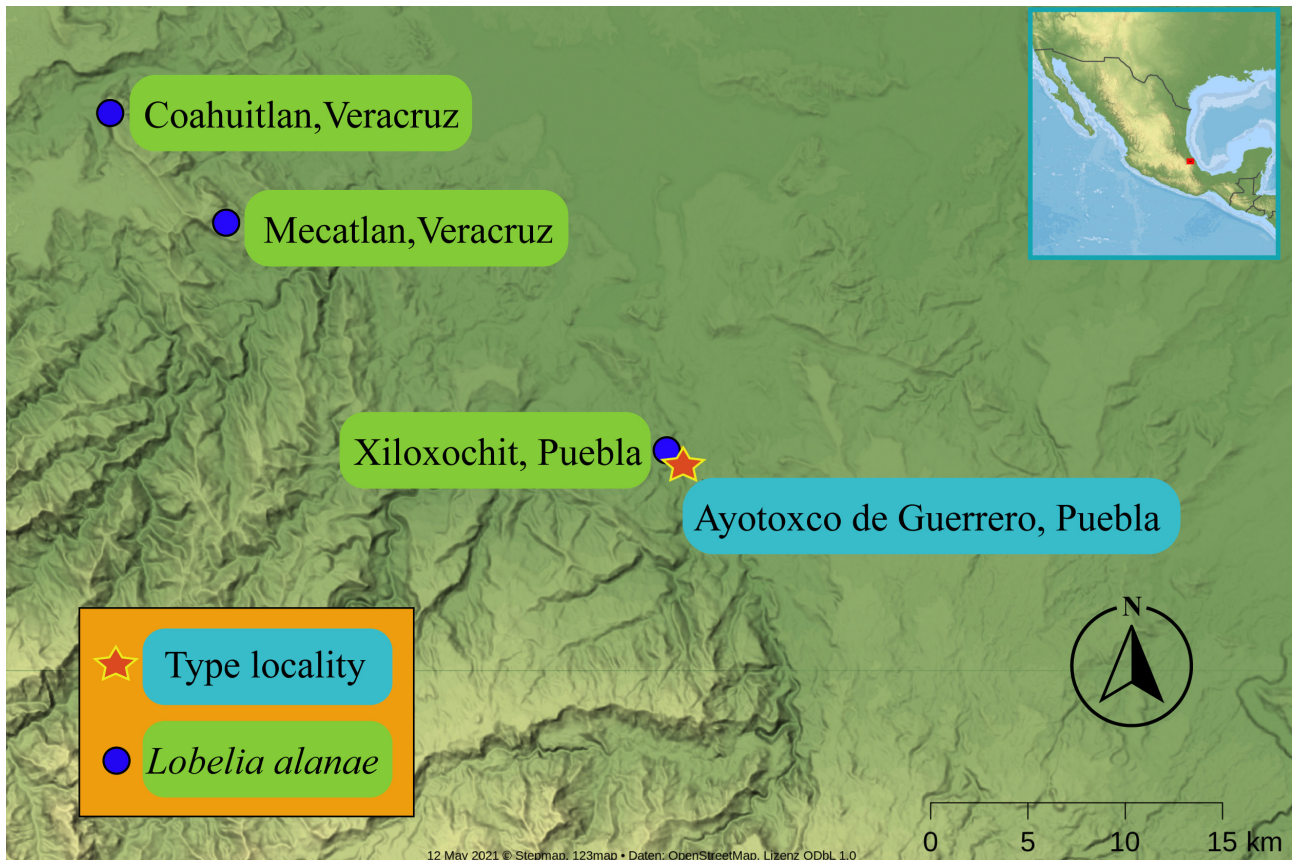 Coahuitlan,Veracruz
Mecatlan,Veracruz
Xiloxochit, Puebla
Ayotoxco de Guerrero, Puebla
Type locality
Lobelia alanae
N
0 5 10 15 km
12 May 2021 © Stepmap, 123map • Daten: OpenStreetMap, Lizenz ODbL 1.0